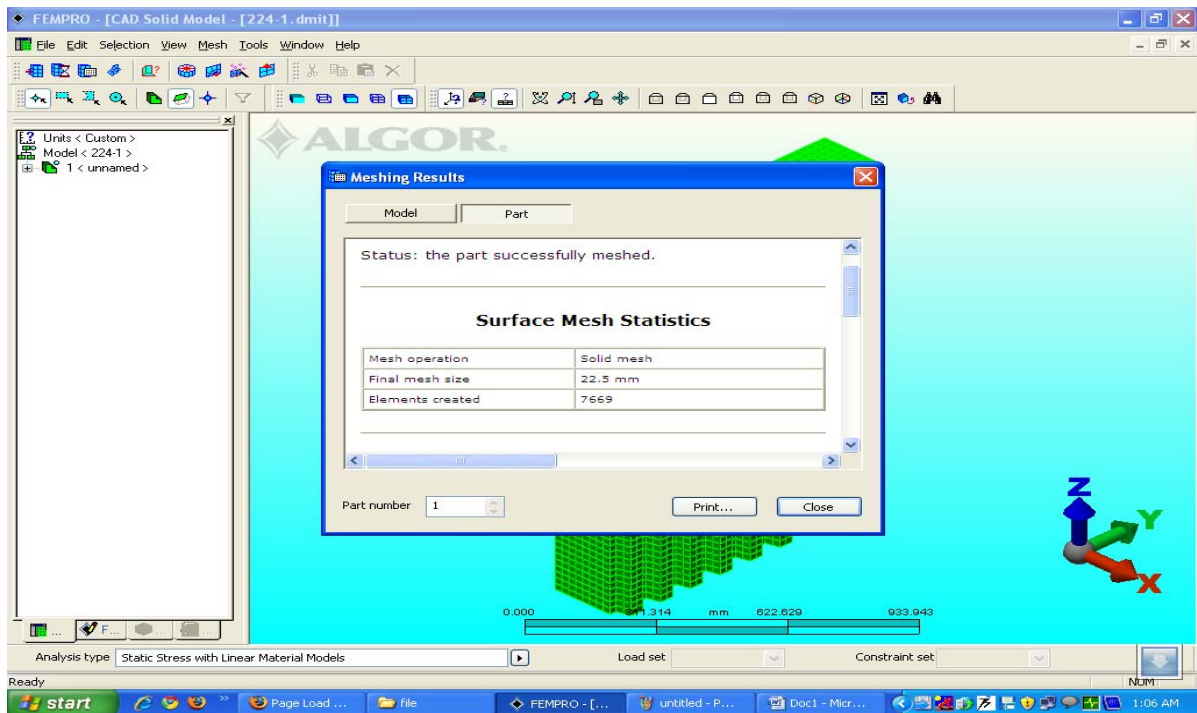 FEMPRO - [CAD Solid Model - [224-1.dmit]]
File Edit Selection View Mesh Tools Window Help
Units < Custom >
Model < 224-1 >
1 < unnamed >
ALGOR.
Meshing Results
Model Part
Status: the part successfully meshed.
Surface Mesh Statistics
Mesh operation Solid mesh
Final mesh size 22.5 mm
Elements created 7669
Part number 1 Print... Close
Z
Y
X
0.000 mm 622.629 933.943
F...
Analysis type Static Stress with Linear Material Models Load set Constraint set
Ready NUM
start Page Load ... file FEMPRO - [... untitled - P... Doc1 - Micr... 1:06 AM